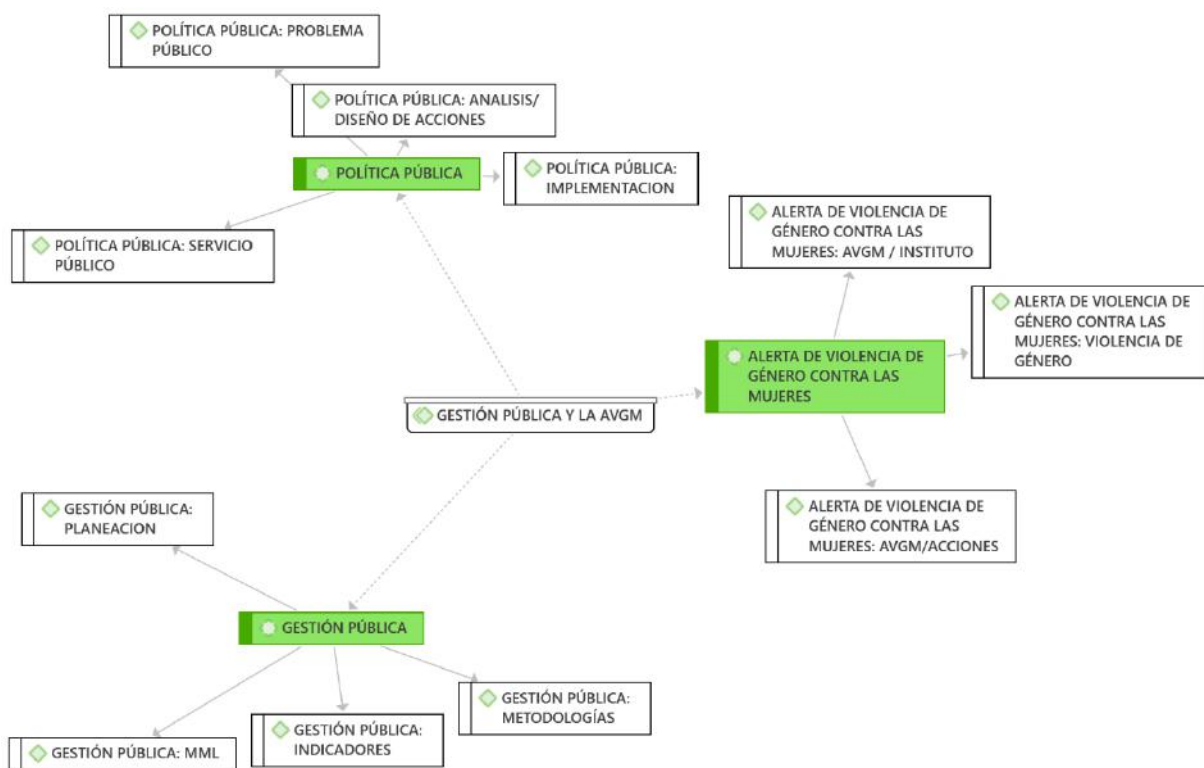 POLÍTICA PÚBLICA: PROBLEMA
PÚBLICO
POLÍTICA PÚBLICA: ANALISIS/
DISEÑO DE ACCIONES
POLÍTICA PÚBLICA
POLÍTICA PÚBLICA:
IMPLEMENTACION
POLÍTICA PÚBLICA: SERVICIO
PÚBLICO
ALERTA DE VIOLENCIA DE
GÉNERO CONTRA LAS
MUJERES: AVGM / INSTITUTO
ALERTA DE VIOLENCIA DE
GÉNERO CONTRA LAS
MUJERES: VIOLENCIA DE
GÉNERO
ALERTA DE VIOLENCIA DE
GÉNERO CONTRA LAS
MUJERES
GESTIÓN PÚBLICA Y LA AVGM
ALERTA DE VIOLENCIA DE
GÉNERO CONTRA LAS
MUJERES: AVGM/ACCIONES
GESTIÓN PÚBLICA:
PLANEACION
GESTIÓN PÚBLICA
GESTIÓN PÚBLICA:
METODOLOGÍAS
GESTIÓN PÚBLICA:
INDICADORES
GESTIÓN PÚBLICA: MML